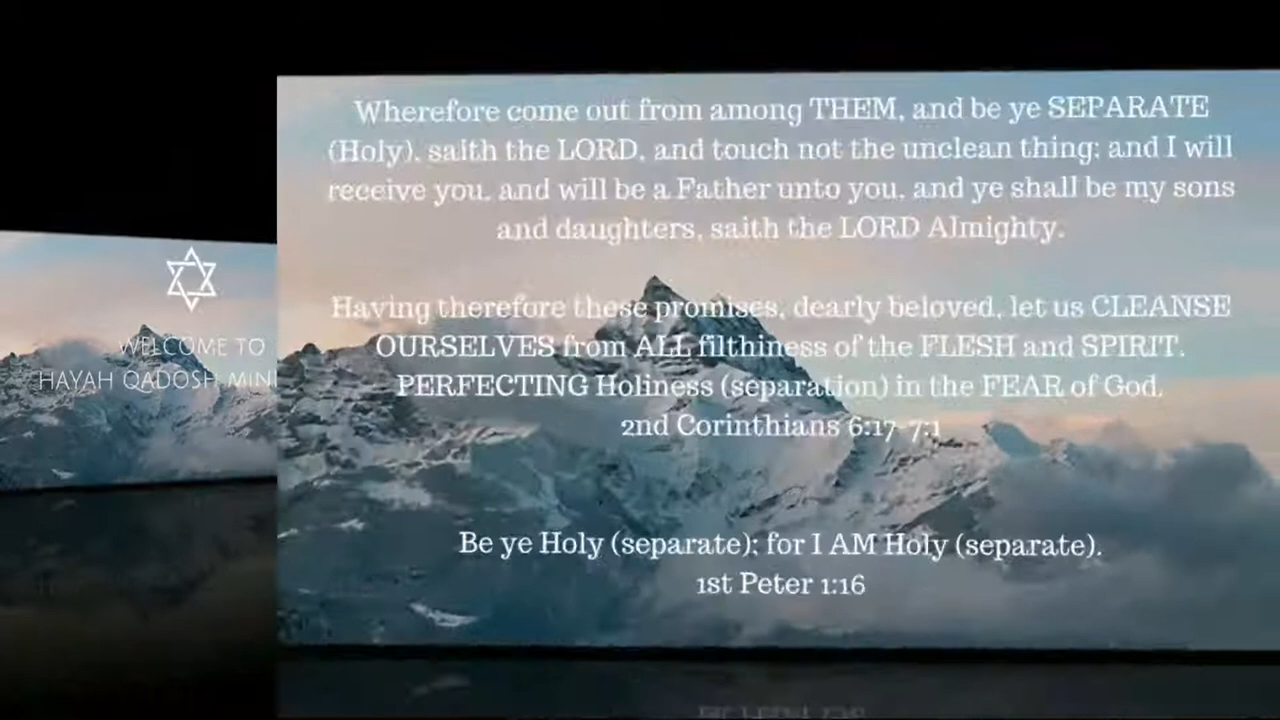 Wherefore come out from among THEM, and be ye SEPARATE
(Holy), saith the LORD, and touch not the unclean thing; and I will
receive you, and will be a Father unto you, and ye shall be my sons
and daughters, saith the LORD Almighty.
Having therefore these promises, dearly beloved, let us CLEANSE
OURSELVES from ALL filthiness of the FLESH and SPIRIT,
PERFECTING Holiness (separation) in the FEAR of God.
2nd Corinthians 6:17-7:1
Be ye Holy (separate); for I AM Holy (separate).
1st Peter 1:16
WELCOME TO
HAYAH QADOSH MINI